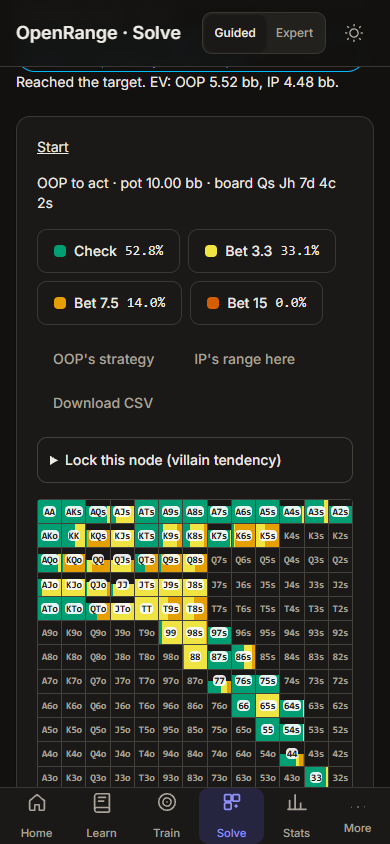 OpenRange · Solve
Guided
Expert
Reached the target. EV: OOP 5.52 bb, IP 4.48 bb.
Start
OOP to act · pot 10.00 bb · board Qs Jh 7d 4c
2s
Check 52.8%
Bet 3.3 33.1%
Bet 7.5 14.0%
Bet 15 0.0%
OOP's strategy
IP's range here
Download CSV
▶ Lock this node (villain tendency)
AA AKs AQs AJs ATs A9s A8s A7s A6s A5s A4s A3s A2s
AKo KK KQs KJs KTs K9s K8s K7s K6s K5s K4s K3s K2s
AQo KQo QQ QJs QTs Q9s Q8s Q7s Q6s Q5s Q4s Q3s Q2s
AJo KJo QJo JJ JTs J9s J8s J7s J6s J5s J4s J3s J2s
ATo KTo QTo JTo TT T9s T8s T7s T6s T5s T4s T3s T2s
A9o K9o Q9o J9o T9o 99 98s 97s 96s 95s 94s 93s 92s
A8o K8o Q8o J8o T8o 98o 88 87s 86s 85s 84s 83s 82s
A7o K7o Q7o J7o T7o 97o 87o 77 76s 75s 74s 73s 72s
A6o K6o Q6o J6o T6o 96o 86o 76o 66 65s 64s 63s 62s
A5o K5o Q5o J5o T5o 95o 85o 75o 65o 55 54s 53s 52s
A4o K4o Q4o J4o T4o 94o 84o 74o 64o 54o 44 43s 42s
A3o K3o Q3o J3o T3o 93o 83o 73o 63o 53o 43o 33 32s
Home
Learn
Train
Solve
Stats
More